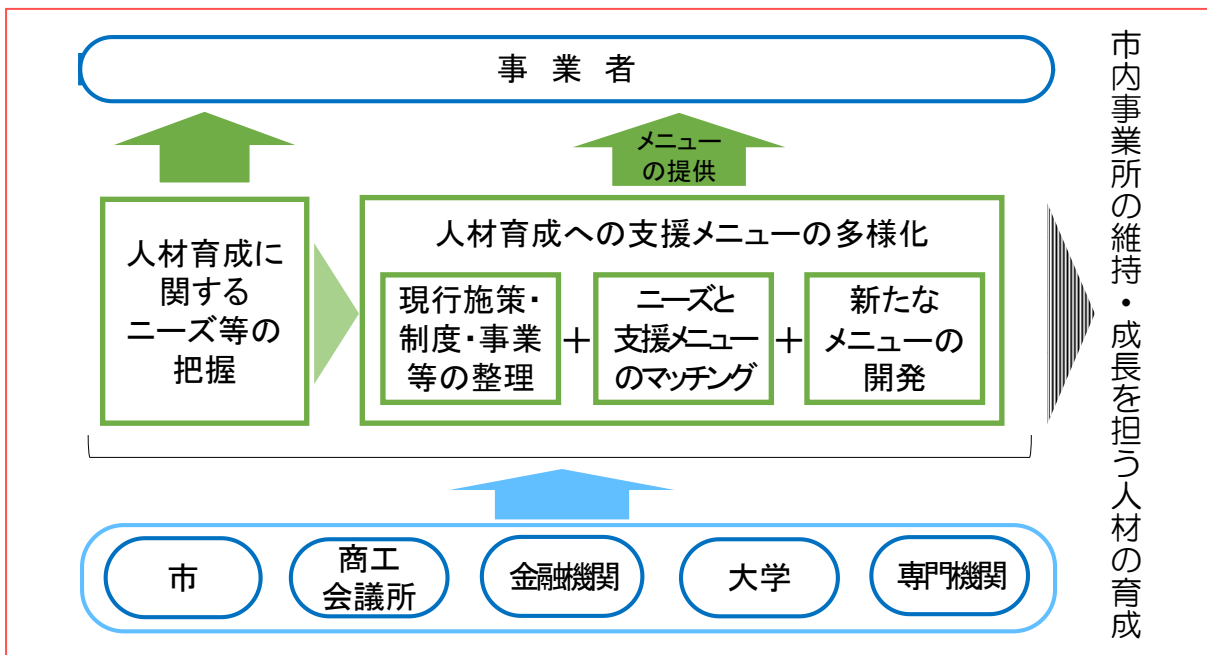 事 業 者
メニュー
の提供
人材育成に
関する
ニーズ等の
把握
人材育成への支援メニューの多様化
現行施策・
制度・事業
等の整理
+
ニーズと
支援メニュー
のマッチング
+
新たな
メニューの
開発
市
商工
会議所
金融機関
大学
専門機関
市内事業所の維持・成長を担う人材の育成